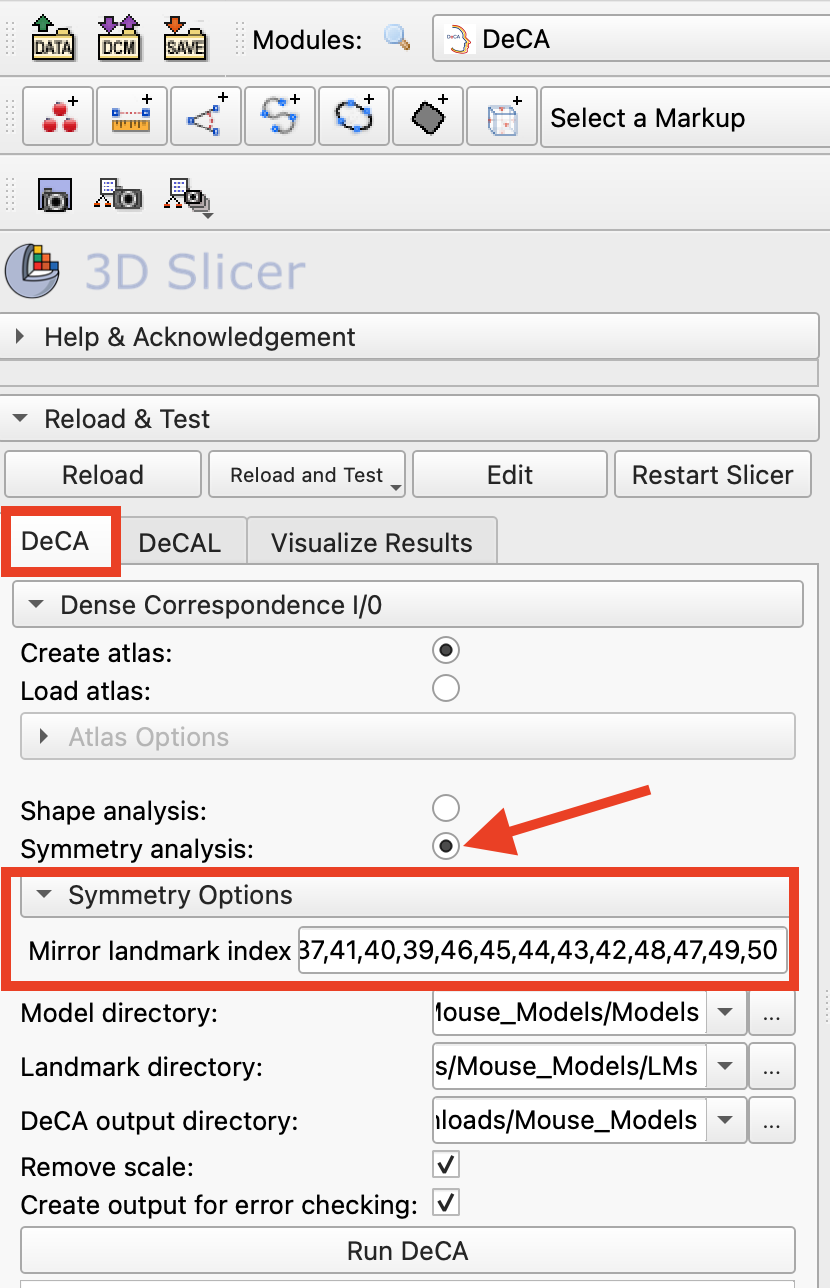 DATA DCM SAVE Modules: DeCA DeCA
Select a Markup
3D Slicer
Help & Acknowledgement
Reload & Test
Reload Reload and Test Edit Restart Slicer
DeCA DeCAL Visualize Results
Dense Correspondence I/0
Create atlas:
Load atlas:
Atlas Options
Shape analysis:
Symmetry analysis:
Symmetry Options
Mirror landmark index 37,41,40,39,46,45,44,43,42,48,47,49,50
Model directory: Mouse_Models/Models ...
Landmark directory: s/Mouse_Models/LMs ...
DeCA output directory: nloads/Mouse_Models ...
Remove scale:
Create output for error checking:
Run DeCA